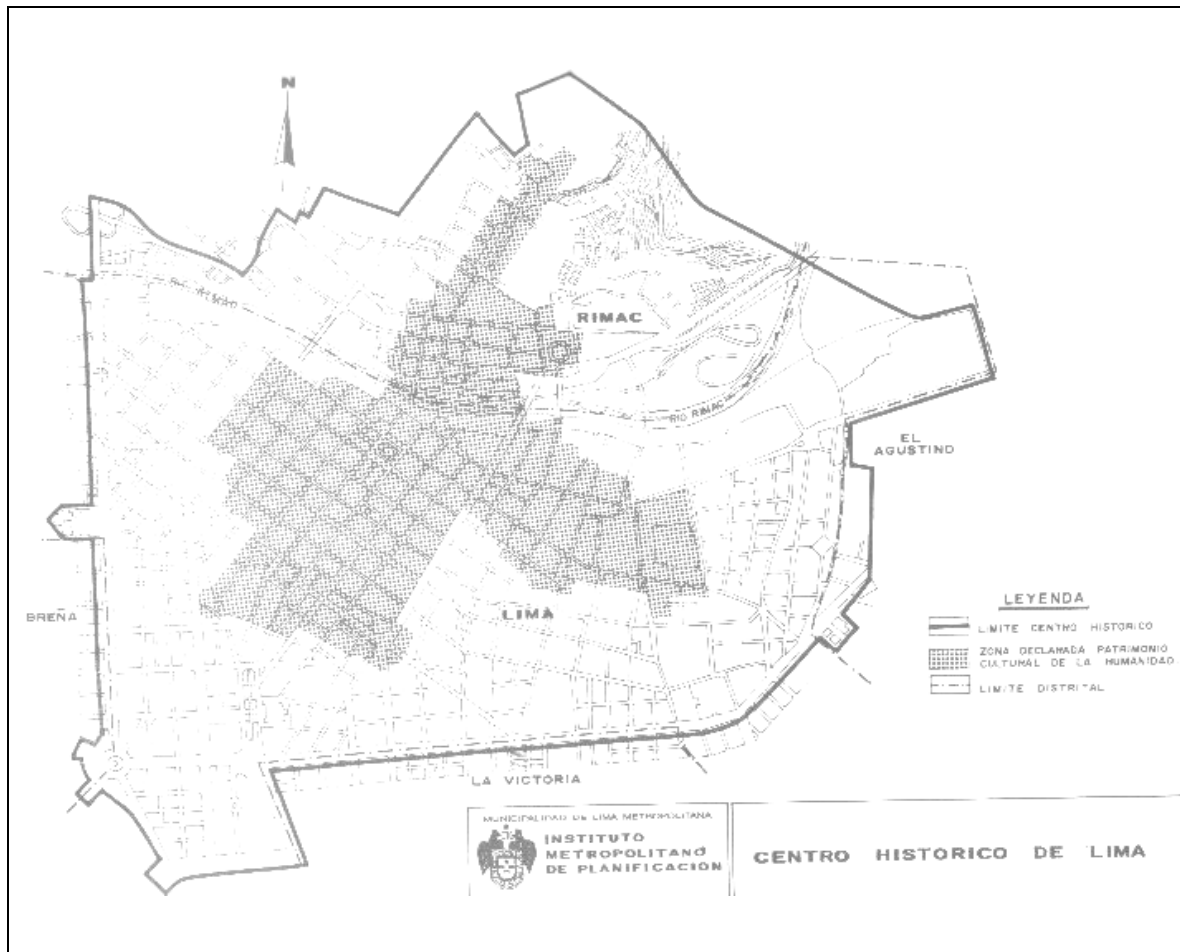 N
RIO RIMAC
RIMAC
RIO RIMAC
EL
AGUSTINO
LIMA
BREÑA
LA VICTORIA
LEYENDA
LIMITE CENTRO HISTORICO
ZONA DECLARADA PATRIMONIO
CULTURAL DE LA HUMANIDAD
LIMITE DISTRITAL
MUNICIPALIDAD DE LIMA METROPOLITANA
INSTITUTO
METROPOLITANO
DE PLANIFICACIÓN
CENTRO HISTORICO DE LIMA